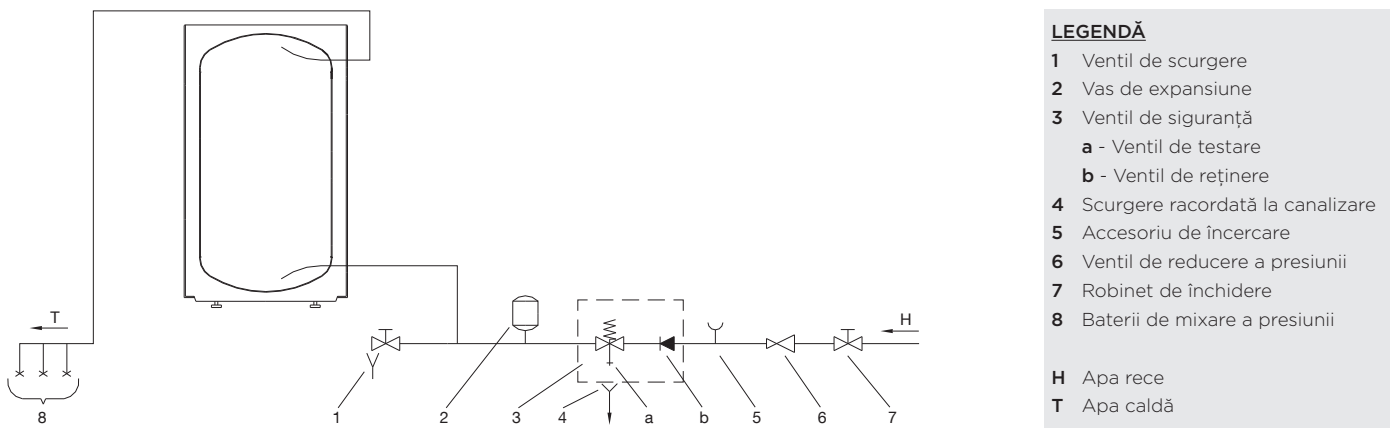 T
H
8
1
2
3
4
a
b
5
6
7
LEGENDĂ
1 Ventil de scurgere
2 Vas de expansiune
3 Ventil de siguranță
a - Ventil de testare
b - Ventil de reținere
4 Scurgere racordată la canalizare
5 Accesoriu de încercare
6 Ventil de reducere a presiunii
7 Robinet de închidere
8 Baterii de mixare a presiunii
H Apa rece
T Apa caldă